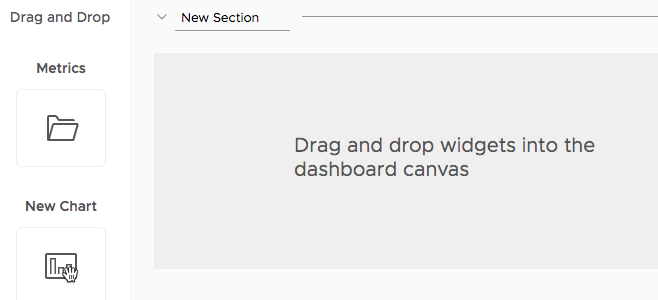 Drag and Drop
Metrics
New Chart
New Section
Drag and drop widgets into the
dashboard canvas